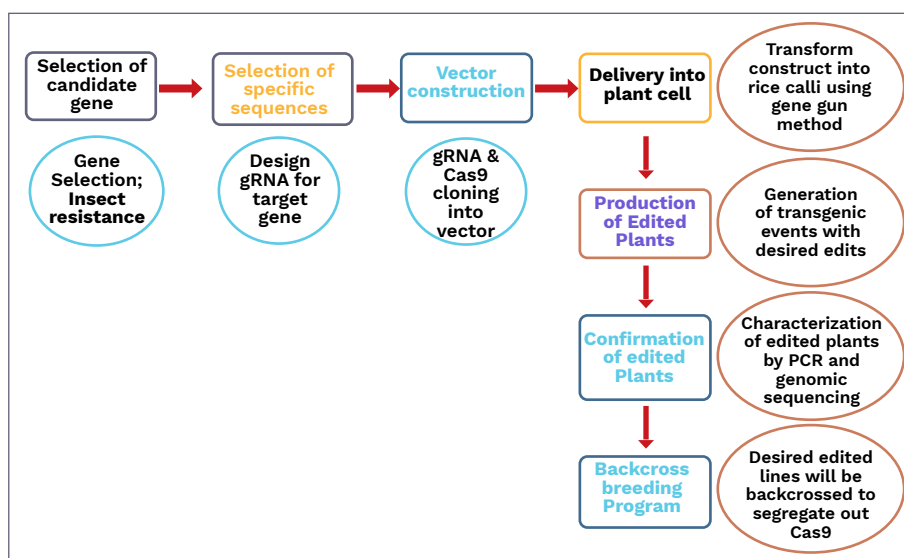 Selection of
candidate
gene
Selection of
specific
sequences
Vector
construction
Delivery into
plant cell
Transform
construct into
rice calli using
gene gun
method
Gene
Selection;
Insect
resistance
Design
gRNA for
target
gene
gRNA &
Cas9
cloning
into
vector
Production
of Edited
Plants
Generation
of transgenic
events with
desired edits
Confirmation
of edited
Plants
Characterization
of edited plants
by PCR and
genomic
sequencing
Backcross
breeding
Program
Desired edited
lines will be
backcrossed to
segregate out
Cas9